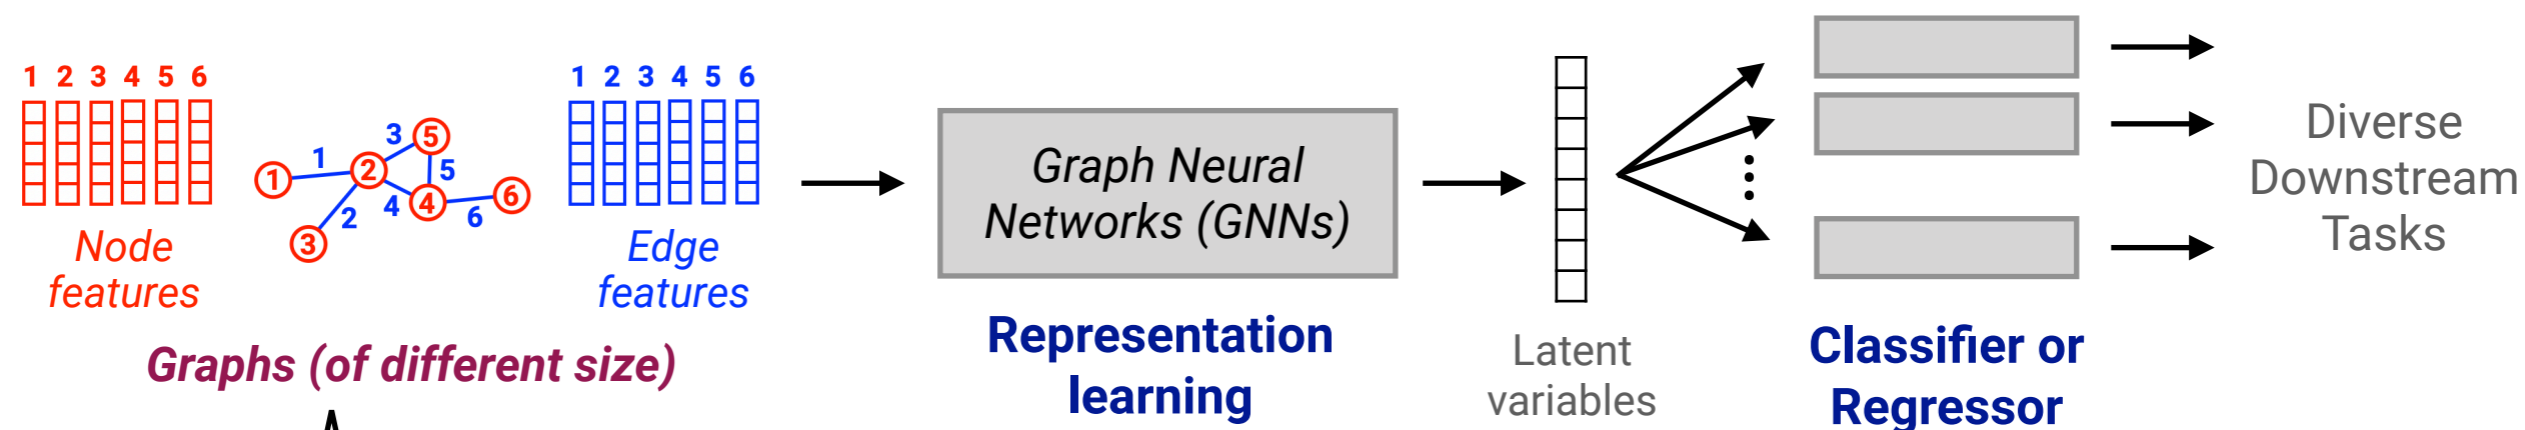 1 2 3 4 5 6
Node
features
1 2 3 4 5 6
1 2 3 4 5 6
1 2 3 4 5 6
Edge
features
Graphs (of different size)
Graph Neural
Networks (GNNs)
Representation
learning
Latent
variables
Classifier or
Regressor
Diverse
Downstream
Tasks